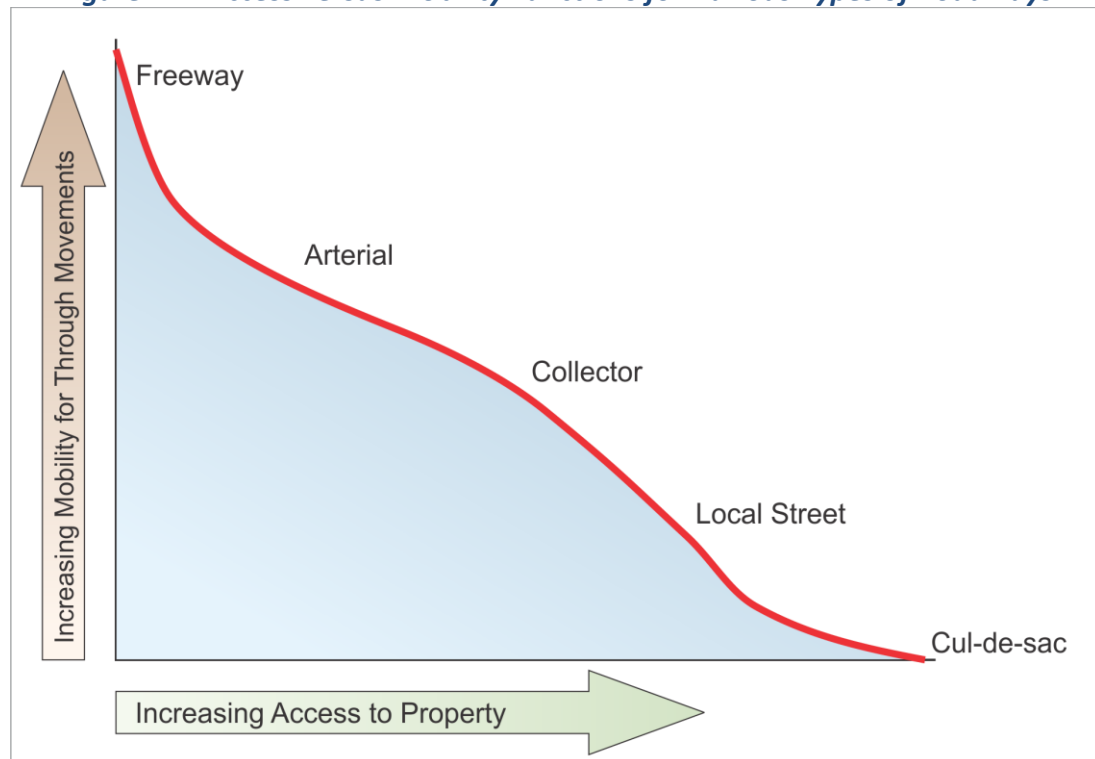 Freeway
Increasing Mobility for Through Movements
Arterial
Collector
Local Street
Cul-de-sac
Increasing Access to Property